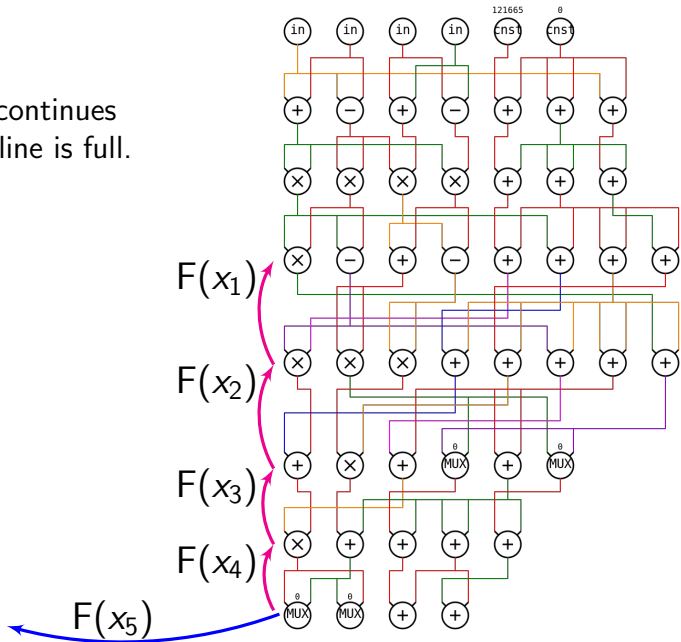 121665 0
in in in in cnst cnst
continues
+ − + − + + +
line is full.
× × × × + + +
× − + − + + + +
F(x₁)
× × × + + + + +
F(x₂)
0 0
+ × + MUX + MUX
F(x₃)
× + + + +
F(x₄)
0 0
MUX MUX + +
F(x₅)